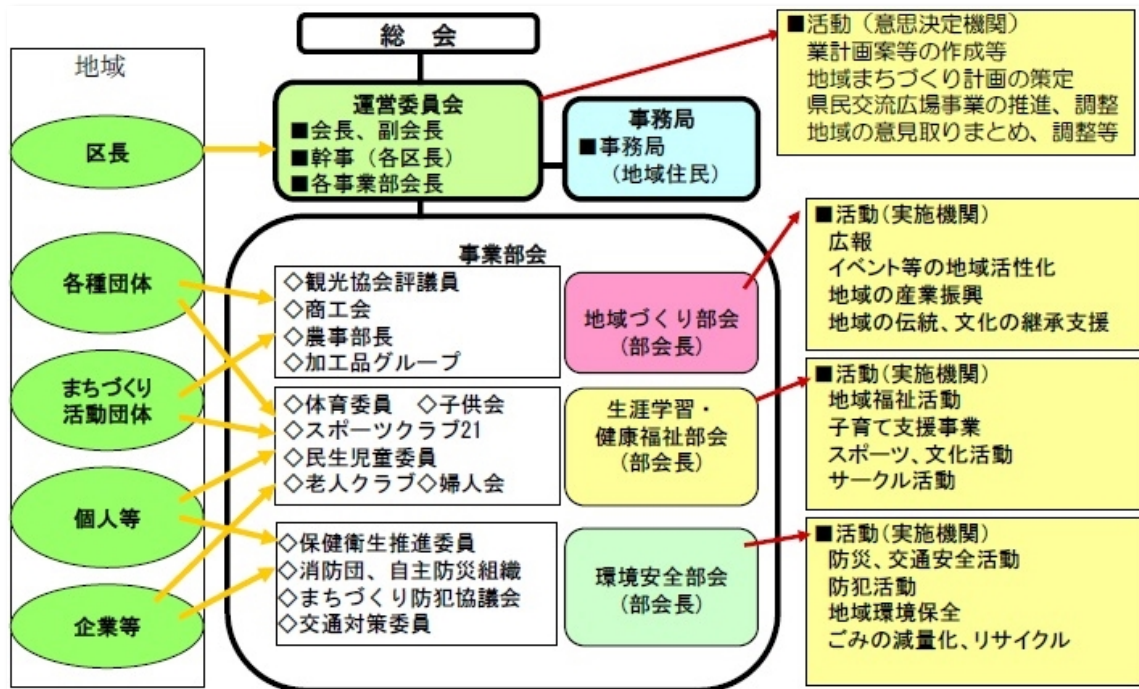 総　会
地域
区長
各種団体
まちづくり
活動団体
個人等
企業等
運営委員会
■会長、副会長
■幹事（各区長）
■各事業部会長
事務局
■事務局
（地域住民）
事業部会
◇観光協会評議員
◇商工会
◇農事部長
◇加工品グループ
地域づくり部会
（部会長）
◇体育委員　◇子供会
◇スポーツクラブ21
◇民生児童委員
◇老人クラブ◇婦人会
生涯学習・
健康福祉部会
（部会長）
◇保健衛生推進委員
◇消防団、自主防災組織
◇まちづくり防犯協議会
◇交通対策委員
環境安全部会
（部会長）
■活動（意思決定機関）
業計画案等の作成等
地域まちづくり計画の策定
県民交流広場事業の推進、調整
地域の意見取りまとめ、調整等
■活動（実施機関）
広報
イベント等の地域活性化
地域の産業振興
地域の伝統、文化の継承支援
■活動（実施機関）
地域福祉活動
子育て支援事業
スポーツ、文化活動
サークル活動
■活動（実施機関）
防災、交通安全活動
防犯活動
地域環境保全
ごみの減量化、リサイクル